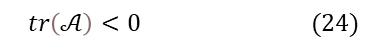 𝑡𝑟(𝒜) < 0 (24)